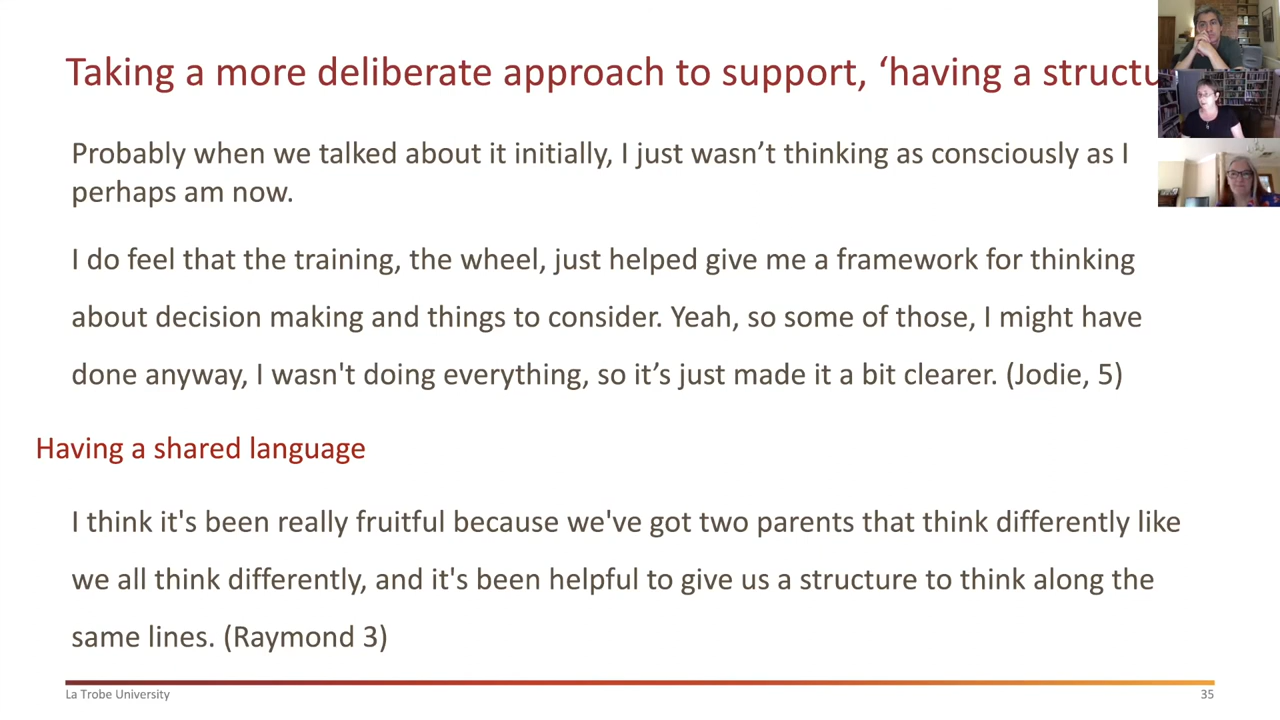 Taking a more deliberate approach to support, ‘having a structu
Probably when we talked about it initially, I just wasn’t thinking as consciously as I
perhaps am now.
I do feel that the training, the wheel, just helped give me a framework for thinking
about decision making and things to consider. Yeah, so some of those, I might have
done anyway, I wasn't doing everything, so it’s just made it a bit clearer. (Jodie, 5)
Having a shared language
I think it's been really fruitful because we've got two parents that think differently like
we all think differently, and it's been helpful to give us a structure to think along the
same lines. (Raymond 3)
La Trobe University
35